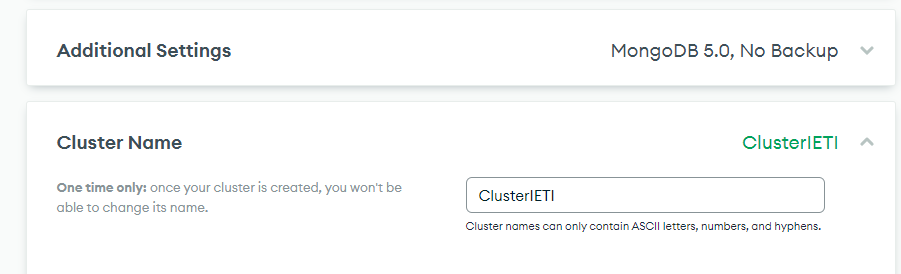 Additional Settings
MongoDB 5.0, No Backup
Cluster Name
ClusterIETI
One time only: once your cluster is created, you won't be
able to change its name.
ClusterIETI
Cluster names can only contain ASCII letters, numbers, and hyphens.